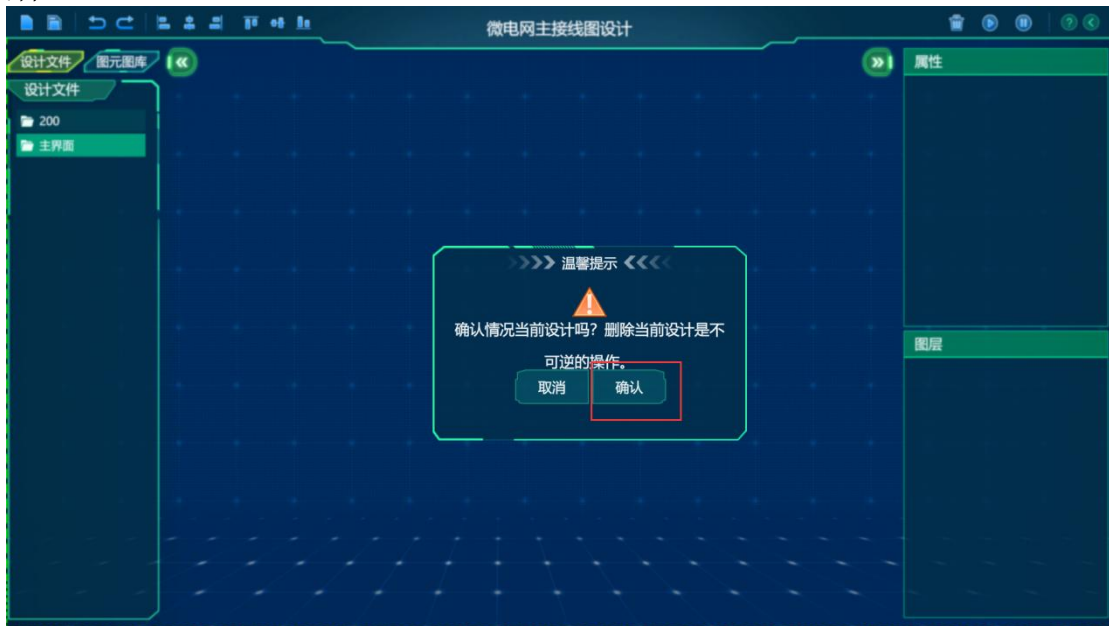 微电网主接线图设计
设计文件 图元图库
属性
设计文件
200
主界面
温馨提示
确认情况当前设计吗？删除当前设计是不
可逆的操作。
取消 确认
图层